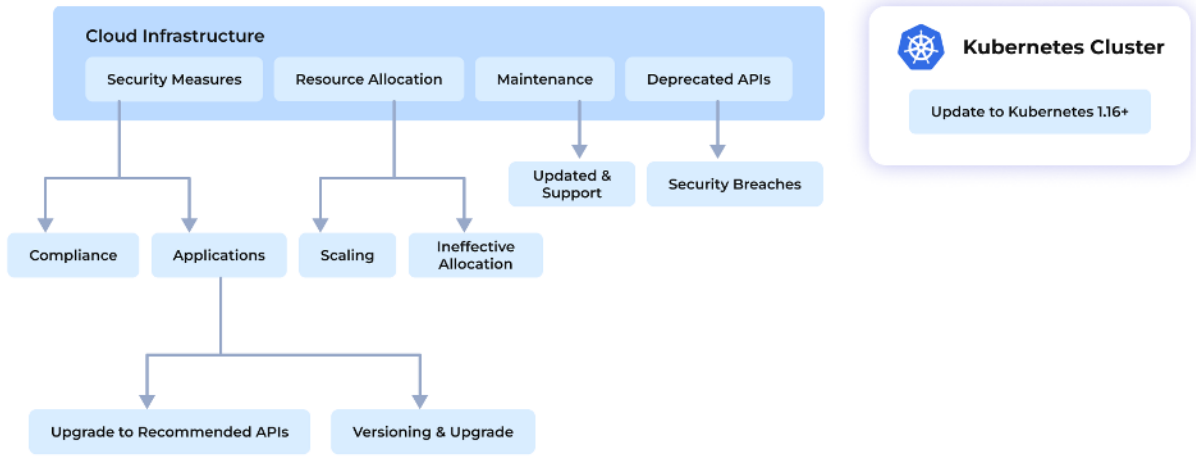 Cloud Infrastructure
Security Measures
Resource Allocation
Maintenance
Deprecated APIs
Kubernetes Cluster
Update to Kubernetes 1.16+
Updated &
Support
Security Breaches
Compliance
Applications
Scaling
Ineffective
Allocation
Upgrade to Recommended APIs
Versioning & Upgrade